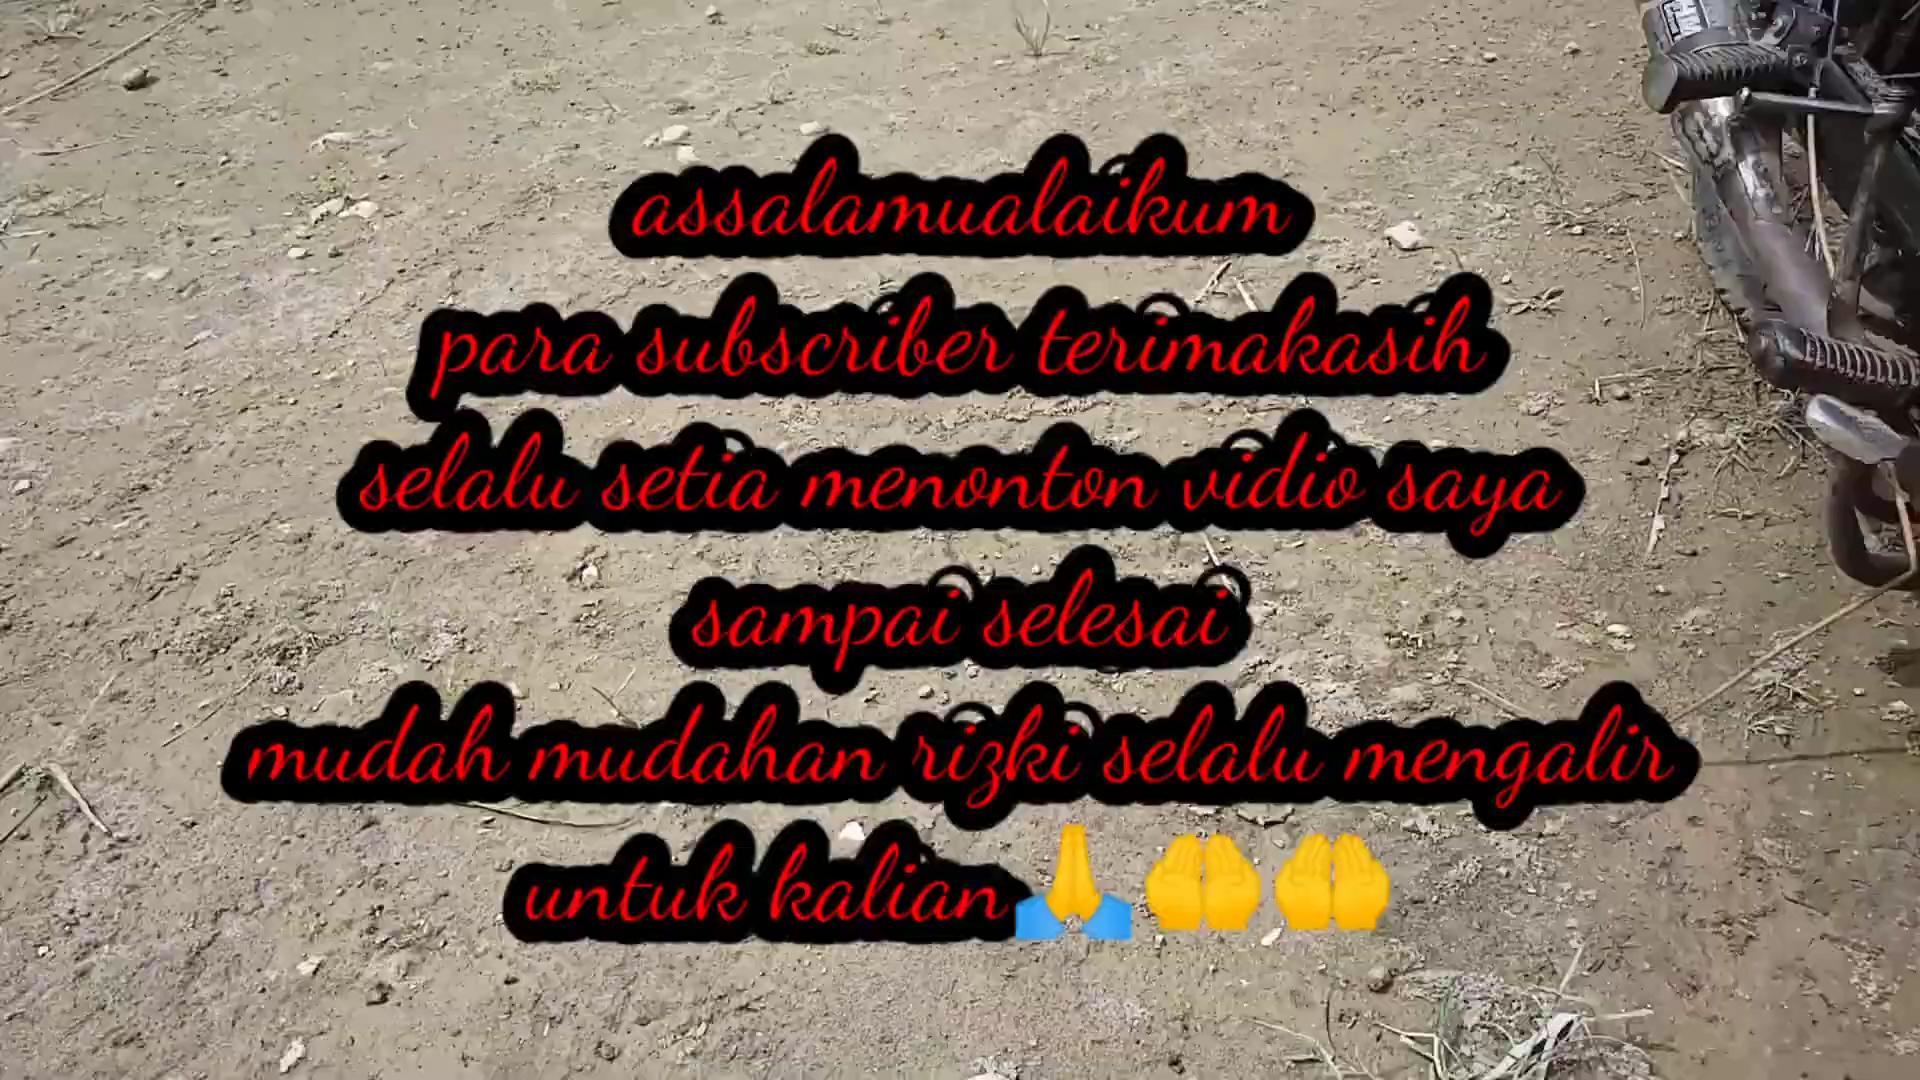 assalamualaikum
para subscriber terimakasih
selalu setia menonton vidio saya
sampai selesai
mudah mudahan rizki selalu mengalir
untuk kalian🙏🤲🤲